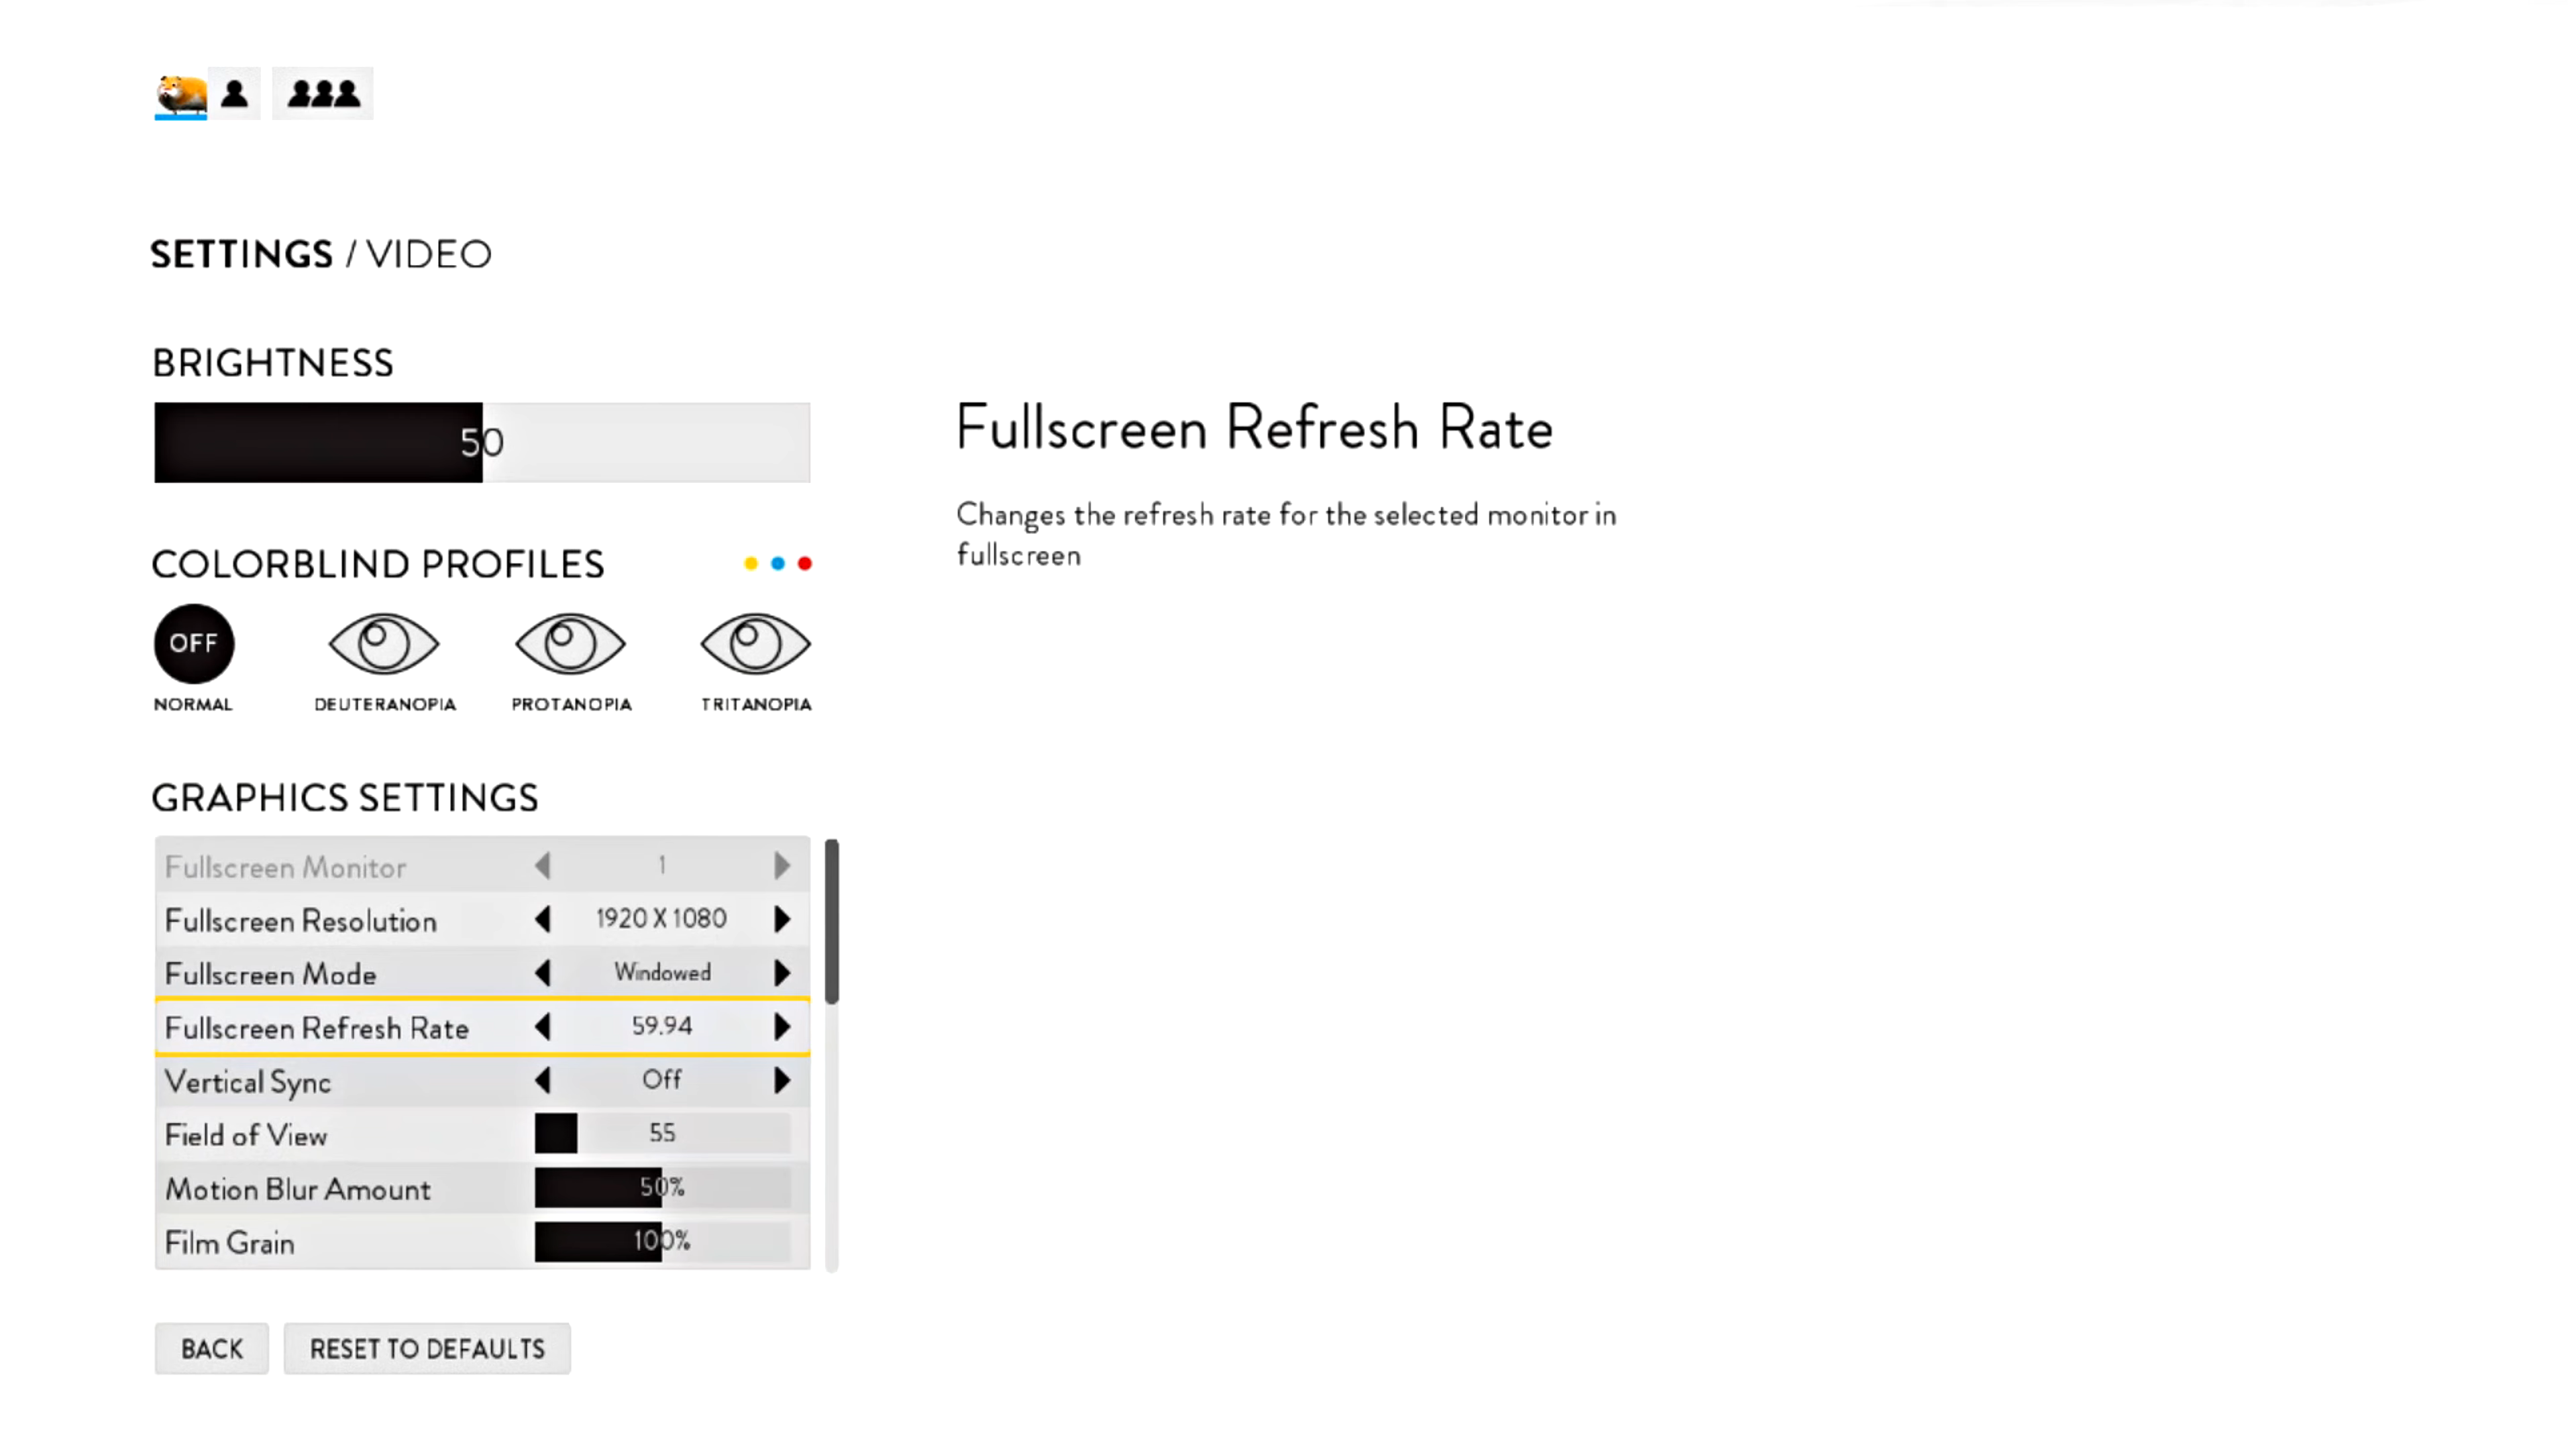 SETTINGS / VIDEO
BRIGHTNESS
50
COLORBLIND PROFILES
OFF
NORMAL DEUTERANOPIA PROTANOPIA TRITANOPIA
GRAPHICS SETTINGS
Fullscreen Monitor 1
Fullscreen Resolution 1920 X 1080
Fullscreen Mode Windowed
Fullscreen Refresh Rate 59.94
Vertical Sync Off
Field of View 55
Motion Blur Amount 50%
Film Grain 100%
BACK RESET TO DEFAULTS
Fullscreen Refresh Rate
Changes the refresh rate for the selected monitor in
fullscreen